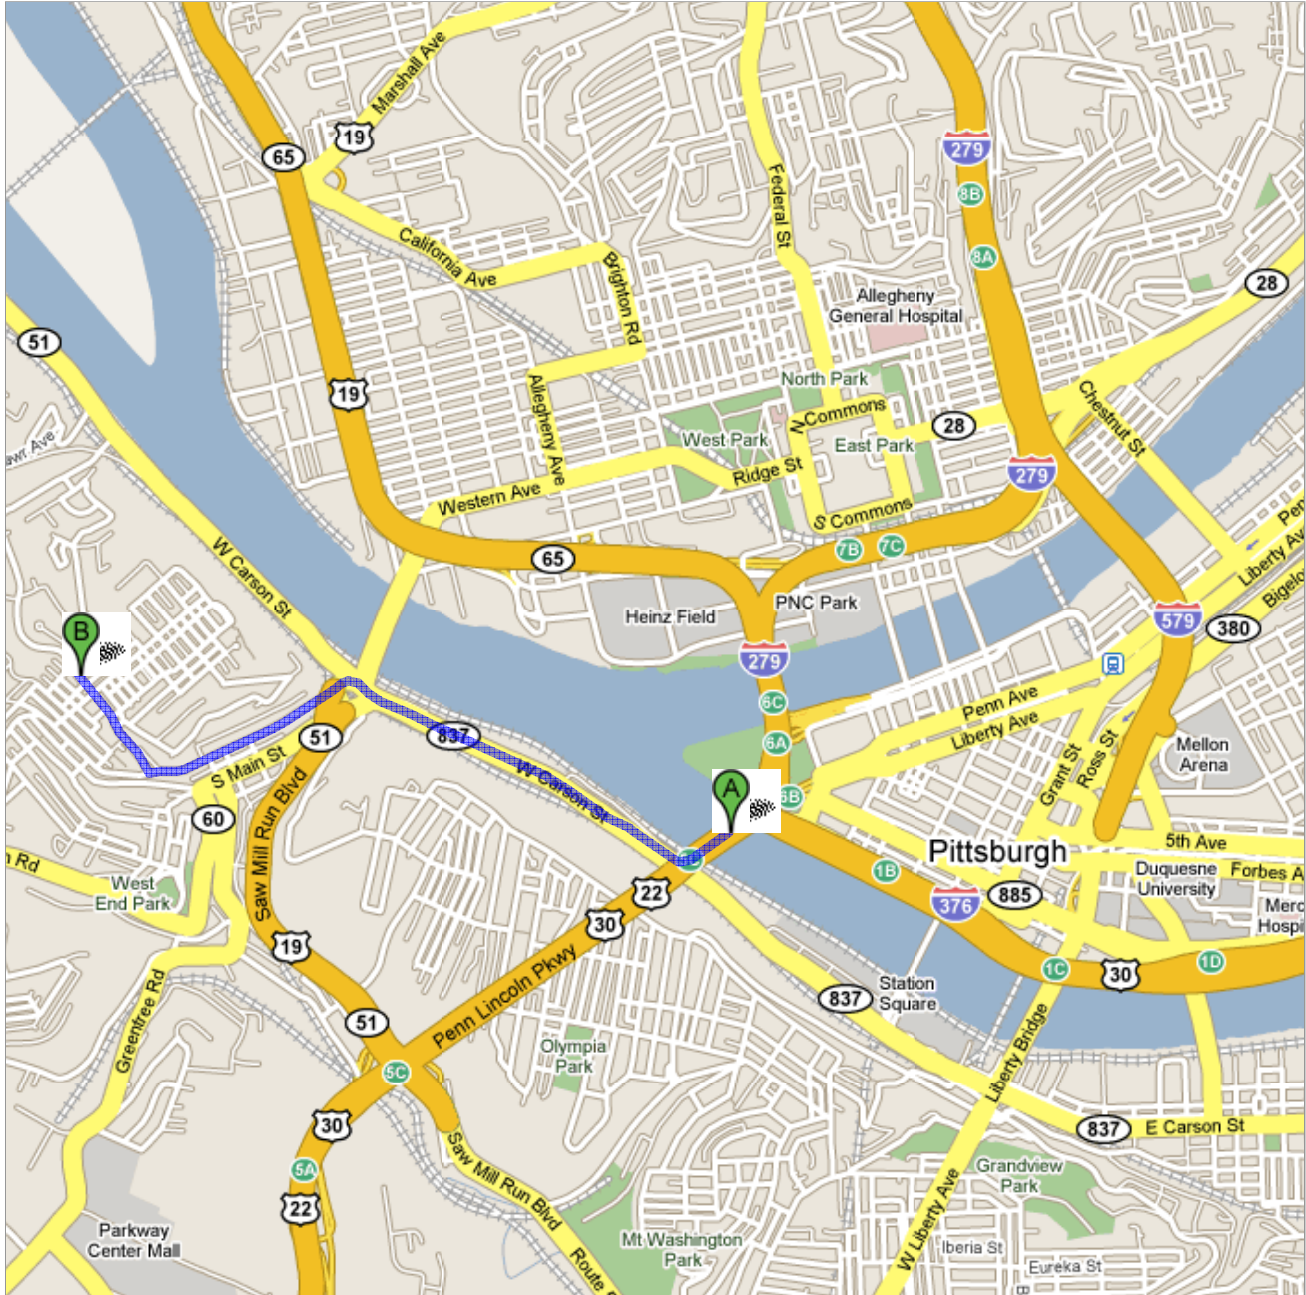 Marshall Ave
19
65
279
8B
Federal St
8A
California Ave
Brighton Rd
28
Allegheny
General Hospital
51
North Park
19
Allegheny Ave
N Commons
Chestnut St
28
West Park
East Park
Ridge St
279
Western Ave
S Commons
7B
7C
65
Liberty Av
W Carson St
PNC Park
Heinz Field
579
380
B
279
Penn Ave
6C
Liberty Ave
837
51
6A
S Main St
Grant St
Ross St
Mellon
Arena
W Carson St
A
6B
60
Saw Mill Run Blvd
Pittsburgh
5th Ave
Forbes A
Duquesne
University
1B
22
885
376
West
End Park
30
19
Penn Lincoln Pkwy
1C
30
1D
Station
Square
837
Greentree Rd
51
Olympia
Park
5C
Liberty Bridge
30
837
E Carson St
5A
Saw Mill Run Blvd
Grandview
Park
22
W Liberty Ave
Parkway
Center Mall
Mt Washington
Park
Iberia St
Eureka St
Route